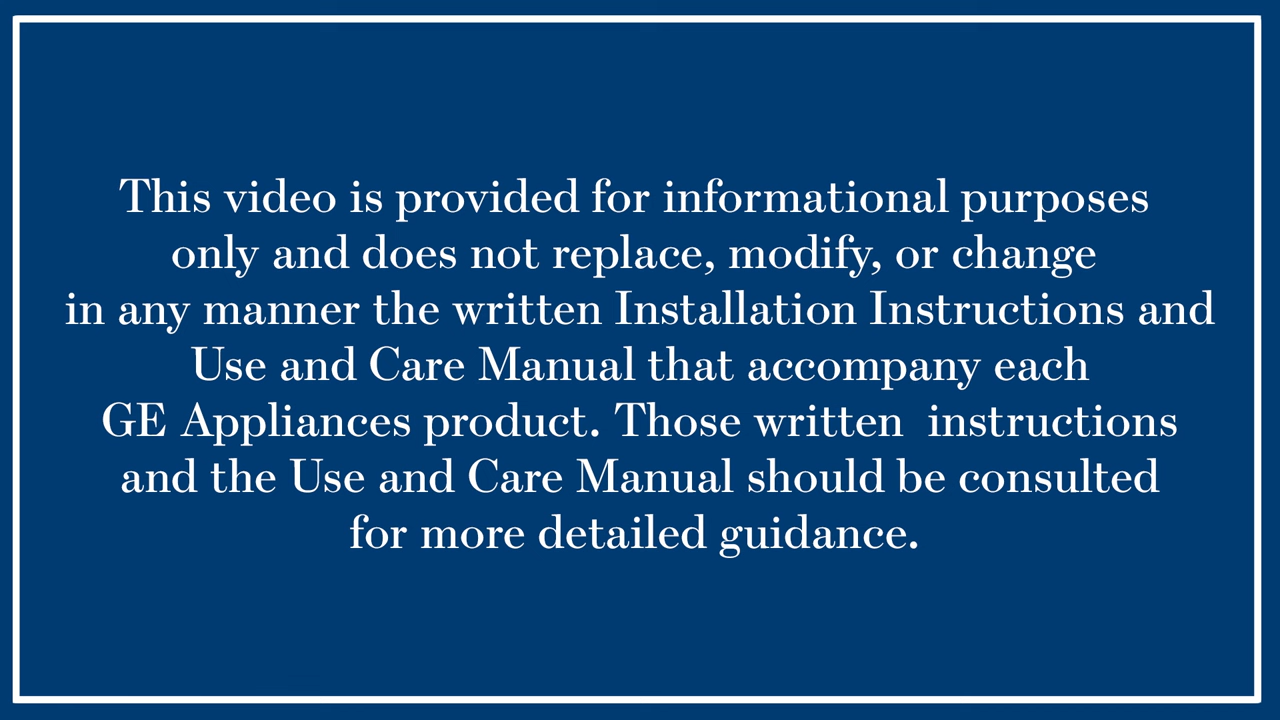 This video is provided for informational purposes
only and does not replace, modify, or change
in any manner the written Installation Instructions and
Use and Care Manual that accompany each
GE Appliances product. Those written  instructions
and the Use and Care Manual should be consulted
for more detailed guidance.